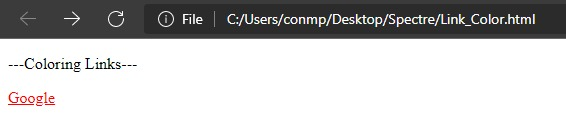 File C:/Users/conmp/Desktop/Spectre/Link_Color.html
---Coloring Links---
Google